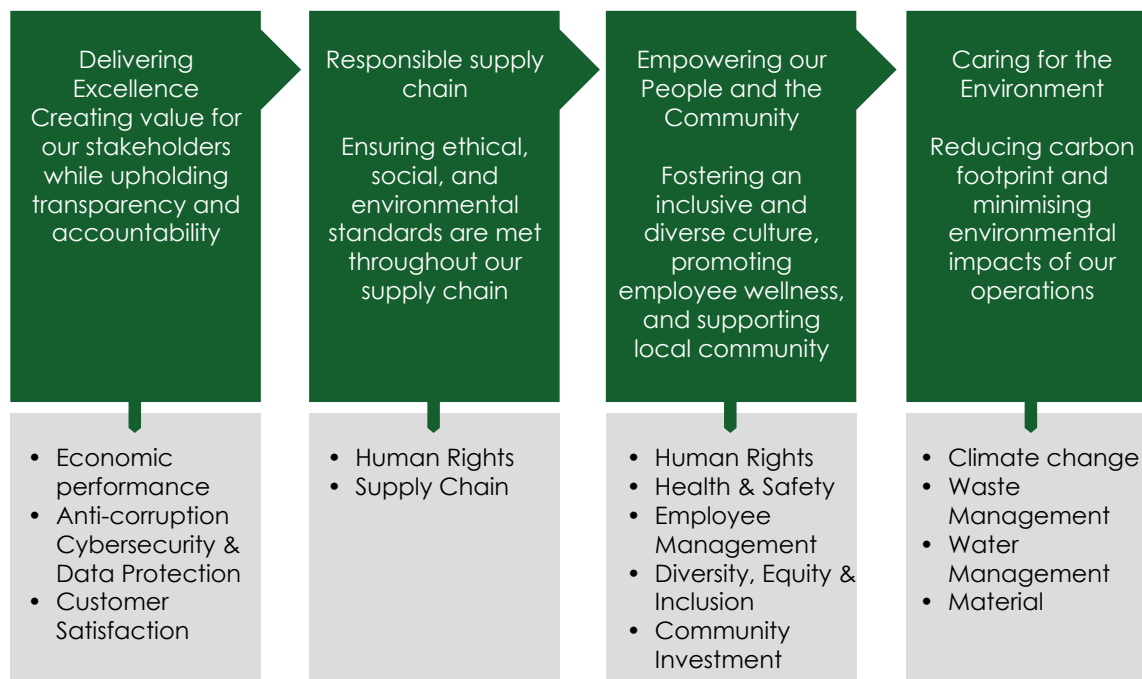 Delivering
Excellence
Creating value for
our stakeholders
while upholding
transparency and
accountability
Responsible supply
chain
Ensuring ethical,
social, and
environmental
standards are met
throughout our
supply chain
Empowering our
People and the
Community
Fostering an
inclusive and
diverse culture,
promoting
employee wellness,
and supporting
local community
Caring for the
Environment
Reducing carbon
footprint and
minimising
environmental
impacts of our
operations
• Economic
performance
• Anti-corruption
Cybersecurity &
Data Protection
• Customer
Satisfaction
• Human Rights
• Supply Chain
• Human Rights
• Health & Safety
• Employee
Management
• Diversity, Equity &
Inclusion
• Community
Investment
• Climate change
• Waste
Management
• Water
Management
• Material